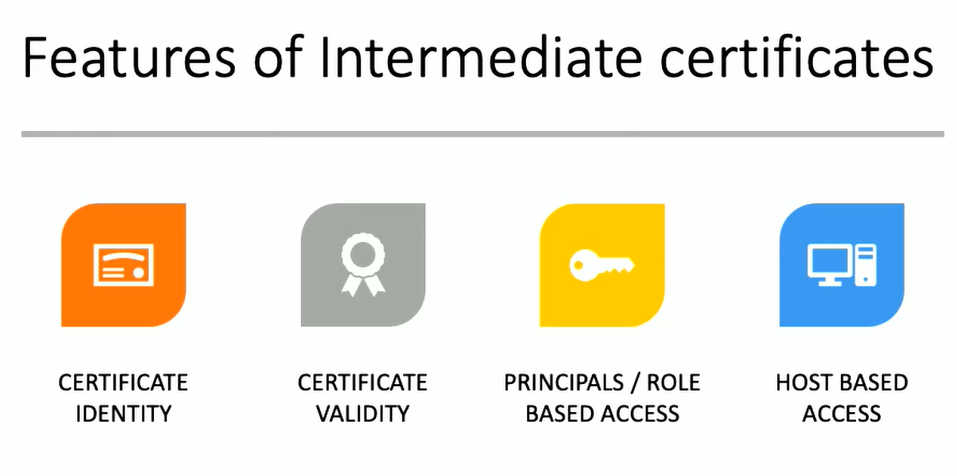 Features of Intermediate certificates
CERTIFICATE
IDENTITY
CERTIFICATE
VALIDITY
PRINCIPALS / ROLE
BASED ACCESS
HOST BASED
ACCESS